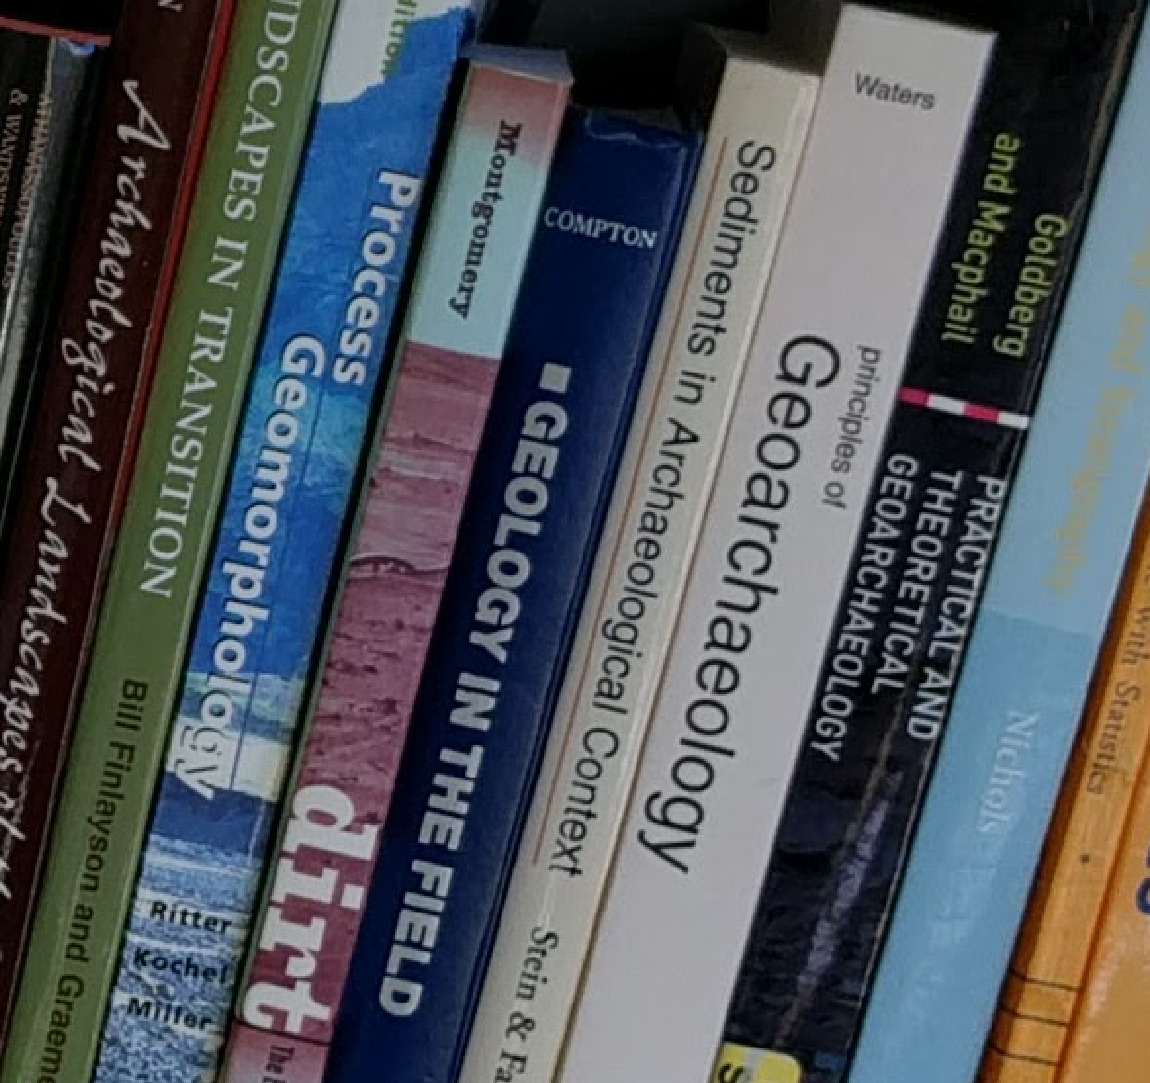 Archaeological Landscapes
DSCAPES IN TRANSITION
Bill Finlayson and Graeme
Process
Geomorphology
Ritter
Kochel
Miller
Montgomery
dirt
The
COMPTON
GEOLOGY IN THE FIELD
Sediments in Archaeological Context
Stein & Fa
Waters
principles of
Geoarchaeology
Goldberg
and Macphail
PRACTICAL AND
THEORETICAL
GEOARCHAEOLOGY
Nichols
With Statistics